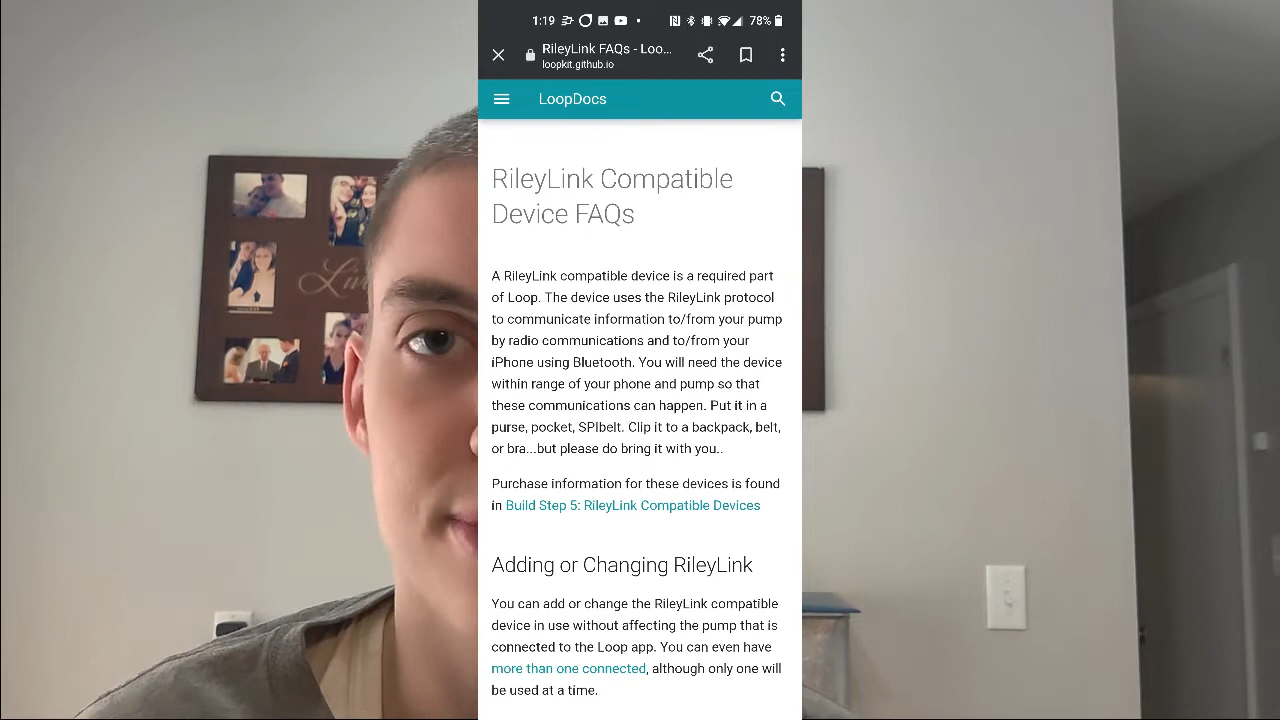 1:19
78%
RileyLink FAQs - Loo...
loopkit.github.io
LoopDocs
RileyLink Compatible
Device FAQs
A RileyLink compatible device is a required part
of Loop. The device uses the RileyLink protocol
to communicate information to/from your pump
by radio communications and to/from your
iPhone using Bluetooth. You will need the device
within range of your phone and pump so that
these communications can happen. Put it in a
purse, pocket, SPIbelt. Clip it to a backpack, belt,
or bra...but please do bring it with you..
Purchase information for these devices is found
in Build Step 5: RileyLink Compatible Devices
Adding or Changing RileyLink
You can add or change the RileyLink compatible
device in use without affecting the pump that is
connected to the Loop app. You can even have
more than one connected, although only one will
be used at a time.